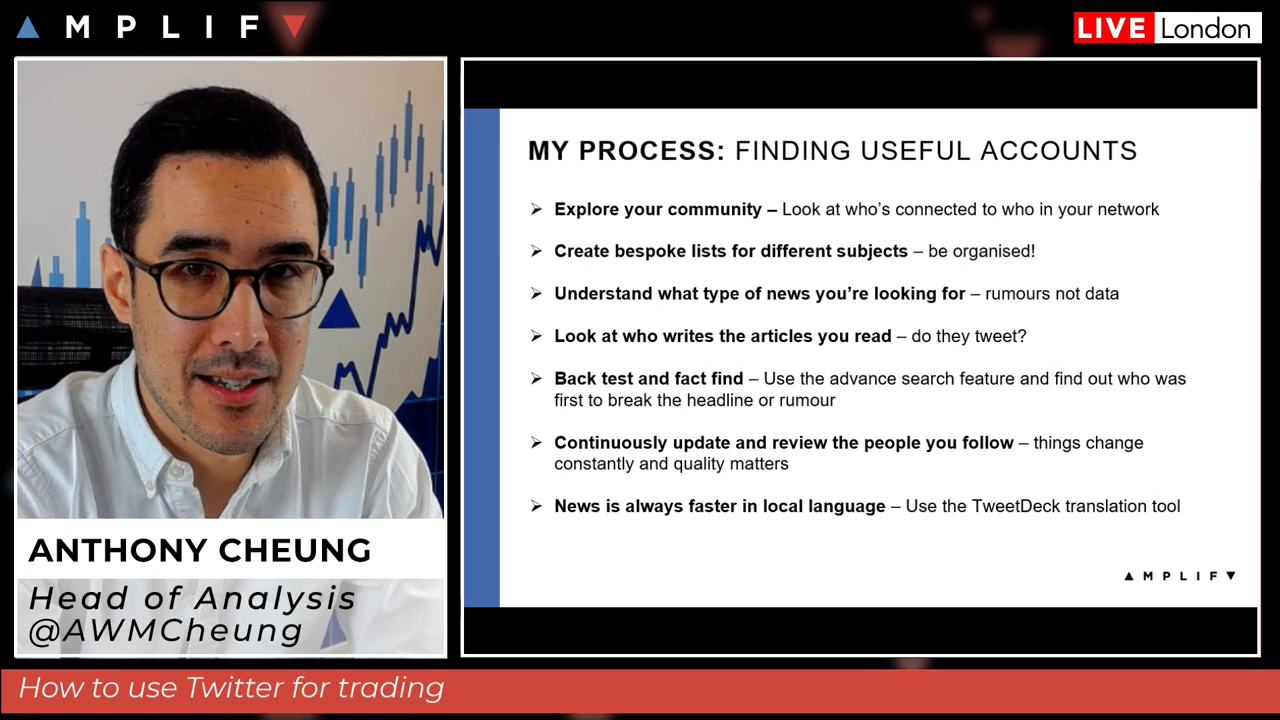 ▲ M P L I F ▼
LIVE London
MY PROCESS: FINDING USEFUL ACCOUNTS
➢ Explore your community – Look at who's connected to who in your network
➢ Create bespoke lists for different subjects – be organised!
➢ Understand what type of news you're looking for – rumours not data
➢ Look at who writes the articles you read – do they tweet?
➢ Back test and fact find – Use the advance search feature and find out who was
first to break the headline or rumour
➢ Continuously update and review the people you follow – things change
constantly and quality matters
➢ News is always faster in local language – Use the TweetDeck translation tool
▲ M P L I F ▼
ANTHONY CHEUNG
Head of Analysis
@AWMCheung
How to use Twitter for trading